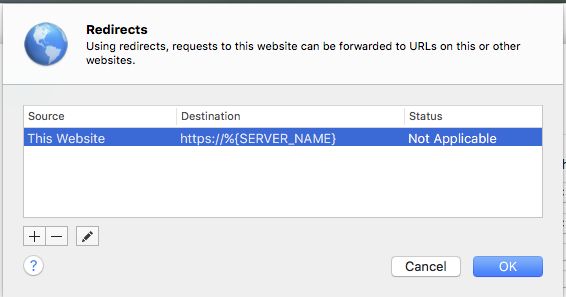 Redirects
Using redirects, requests to this website can be forwarded to URLs on this or other
websites.
Source Destination Status
This Website https://%{SERVER_NAME} Not Applicable
+ − 
? Cancel OK